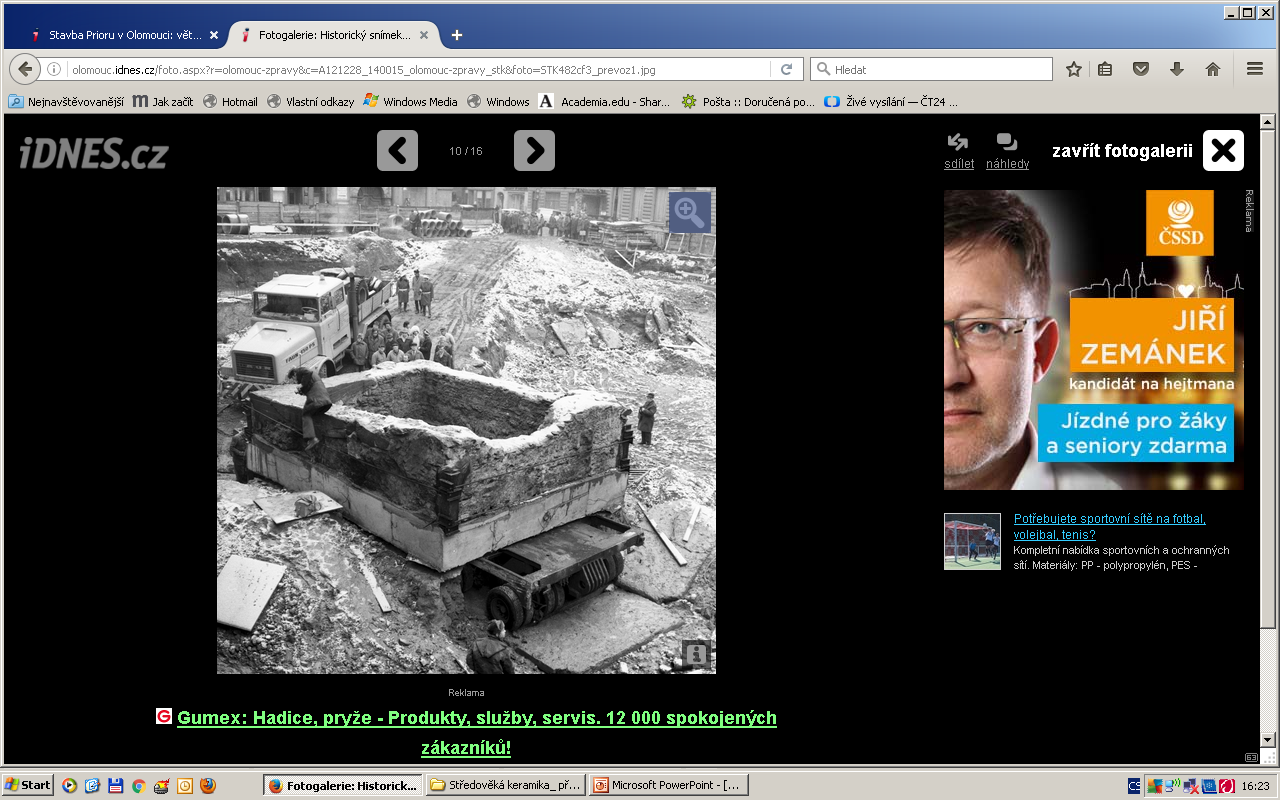 Stavba Prioru v Olomouci: vět...
Fotogalerie: Historický snímek...
olomouc.idnes.cz/foto.aspx?r=olomouc-zpravy&c=A121228_140015_olomouc-zpravy_stk&foto=STK482cf3_prevoz1.jpg
Hledat
Nejnavštěvovanější
Jak začít
Hotmail
Vlastní odkazy
Windows Media
Windows
Academia.edu - Shar...
Pošta :: Doručená po...
Živé vysílání — ČT24 ...
iDNES.cz
10 / 16
sdílet
náhledy
zavřít fotogalerii
Reklama
ČSSD
JIŘÍ
ZEMÁNEK
kandidát na hejtmana
Jízdné pro žáky
a seniory zdarma
Potřebujete sportovní sítě na fotbal,
volejbal, tenis?
Kompletní nabídka sportovních a ochranných
sítí. Materiály: PP - polypropylén, PES -
Reklama
Gumex: Hadice, pryže - Produkty, služby, servis. 12 000 spokojených
zákazníků!
Start
Fotogalerie: Historick...
Středověká keramika_ př...
Microsoft PowerPoint - [...
CS
16:23